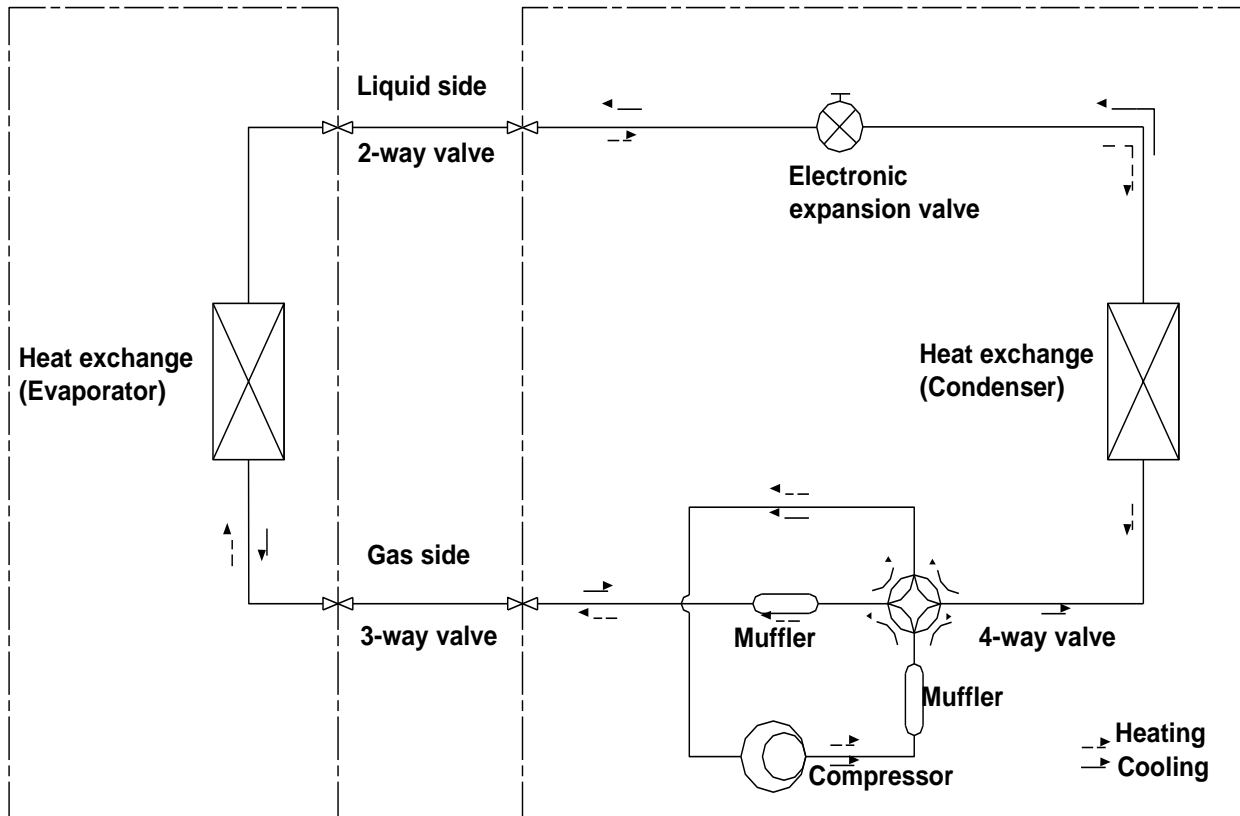 Liquid side
2-way valve
Electronic
expansion valve
Heat exchange
(Evaporator)
Heat exchange
(Condenser)
Gas side
3-way valve
Muffler
4-way valve
Muffler
Compressor
Heating
Cooling